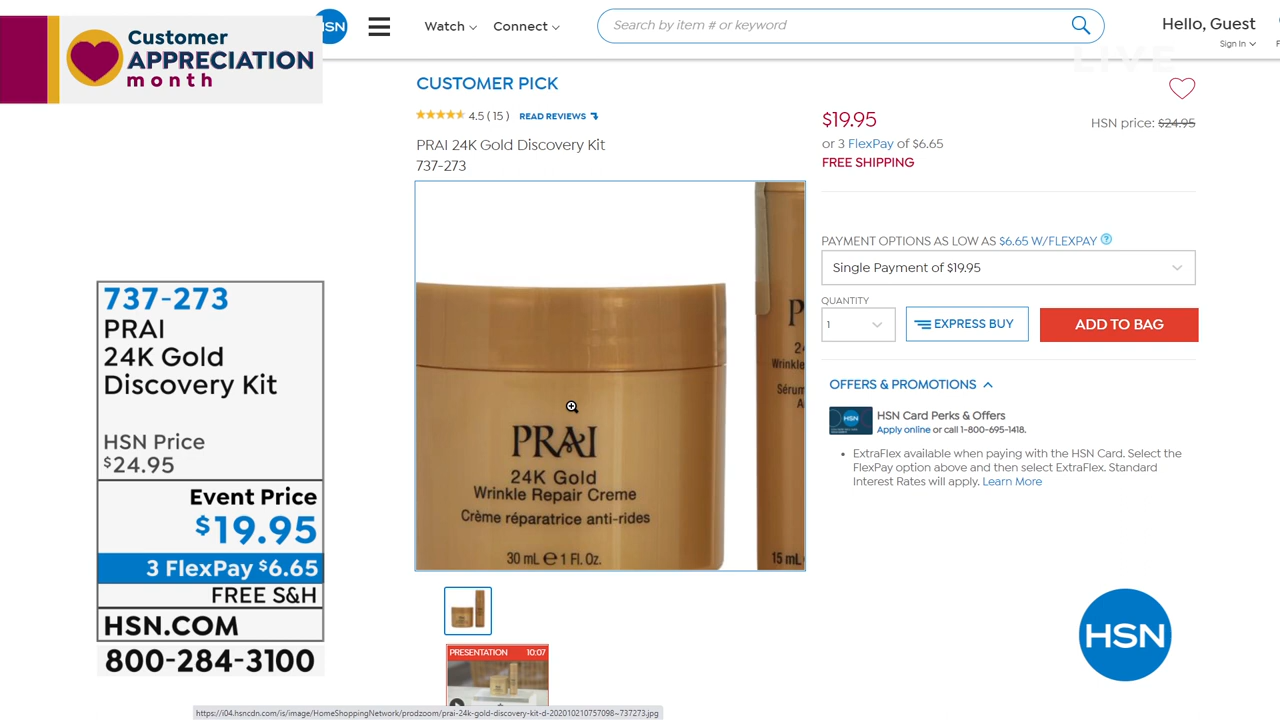 Customer
APPRECIATION
month
HSN
Watch
Connect
Search by item # or keyword
Hello, Guest
Sign In
LIVE
CUSTOMER PICK
4.5 ( 15 ) READ REVIEWS
PRAI 24K Gold Discovery Kit
737-273
$19.95
HSN price: $24.95
or 3 FlexPay of $6.65
FREE SHIPPING
PAYMENT OPTIONS AS LOW AS $6.65 W/FLEXPAY ?
Single Payment of $19.95
QUANTITY
1
EXPRESS BUY
ADD TO BAG
OFFERS & PROMOTIONS
HSN
HSN Card Perks & Offers
Apply online or call 1-800-695-1418.
• ExtraFlex available when paying with the HSN Card. Select the
FlexPay option above and then select ExtraFlex. Standard
Interest Rates will apply. Learn More
PRAI
24K Gold
Wrinkle Repair Creme
Crème réparatrice anti-rides
30 mL e 1 Fl. Oz.
P
24
Wrinkle
Sérum
A
15 mL
737-273
PRAI
24K Gold
Discovery Kit
HSN Price
$24.95
Event Price
$19.95
3 FlexPay $6.65
FREE S&H
HSN.COM
800-284-3100
PRESENTATION 10:07
HSN
https://i04.hsncdn.com/is/image/HomeShoppingNetwork/prodzoom/prai-24k-gold-discovery-kit-d-202010210757098~737273.jpg